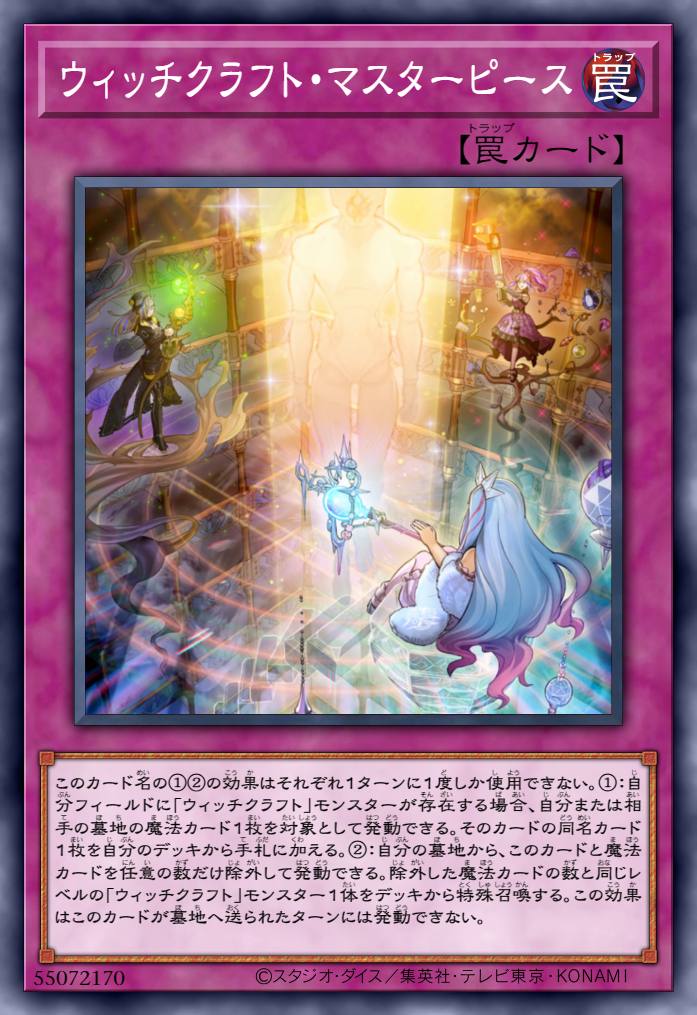 ウィッチクラフト・マスターピース 罠
トラップ
【罠カード】
トラップ
このカード名の①②の効果はそれぞれ1ターンに1度しか使用できない。①:自
分フィールドに「ウィッチクラフト」モンスターが存在する場合、自分または相
手の墓地の魔法カード1枚を対象として発動できる。そのカードの同名カード
1枚を自分のデッキから手札に加える。②:自分の墓地から、このカードと魔法
カードを任意の数だけ除外して発動できる。除外した魔法カードの数と同じレ
ベルの「ウィッチクラフト」モンスター1体をデッキから特殊召喚する。この効果
はこのカードが墓地へ送られたターンには発動できない。
55072170
©スタジオ・ダイス/集英社・テレビ東京・KONAMI